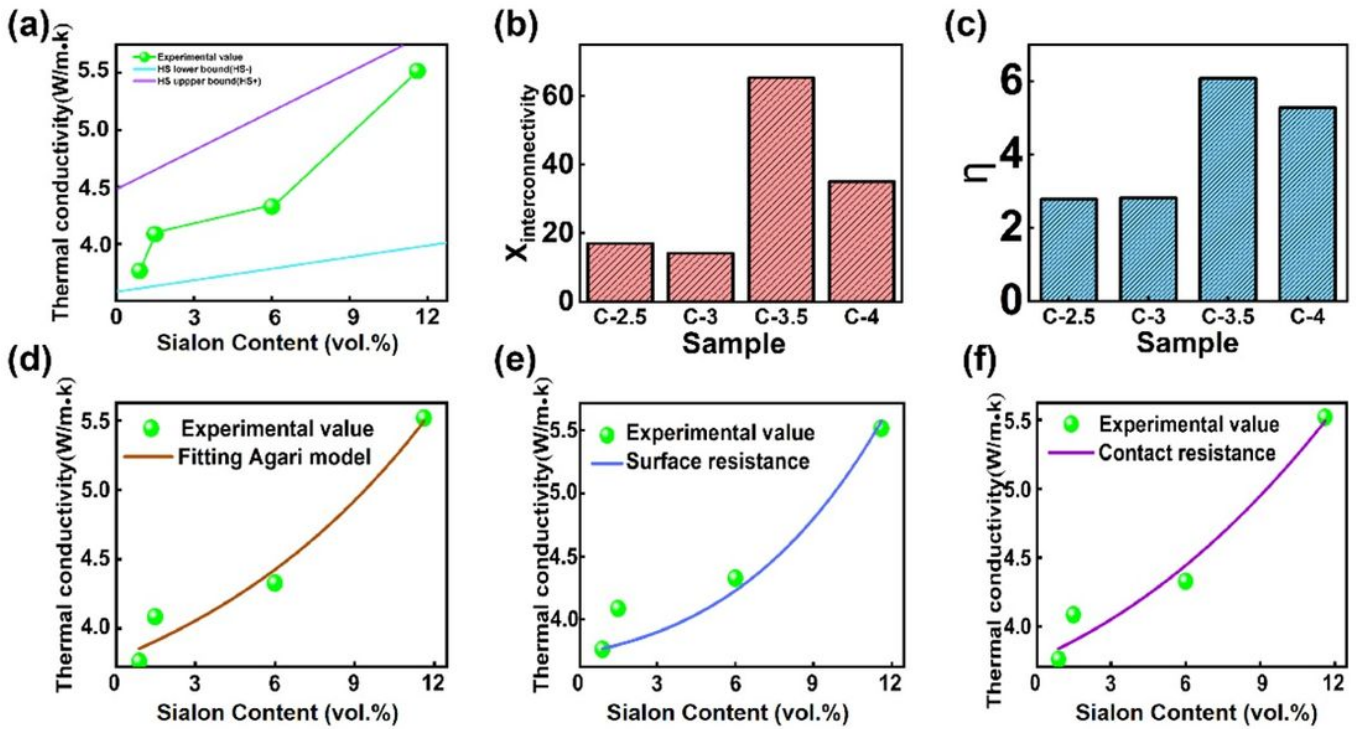 (a)
Thermal conductivity(W/m•k)
5.5
5.0
4.5
4.0
Experimental value
HS lower bound(HS-)
HS uppper bound(HS+)
0 3 6 9 12
Sialon Content (vol.%)
(b)
Xinterconnectivity
60
40
20
0
C-2.5 C-3 C-3.5 C-4
Sample
(c)
η
6
4
2
0
C-2.5 C-3 C-3.5 C-4
Sample
(d)
Thermal conductivity(W/m•k)
5.5
5.0
4.5
4.0
Experimental value
Fitting Agari model
0 3 6 9 12
Sialon Content (vol.%)
(e)
Thermal conductivity(W/m•k)
5.5
5.0
4.5
4.0
Experimental value
Surface resistance
0 3 6 9 12
Sialon Content (vol.%)
(f)
Thermal conductivity(W/m•k)
5.5
5.0
4.5
4.0
Experimental value
Contact resistance
0 3 6 9 12
Sialon Content (vol.%)